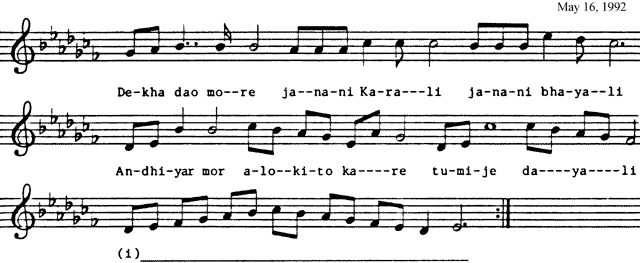 May 16, 1992
De-kha dao mo--re ja--na-ni Ka-ra---li ja-na-ni bha-ya--li
An-dhi-yar mor a-lo--ki-to ka----re tu-mi-je da----ya----li
(i)